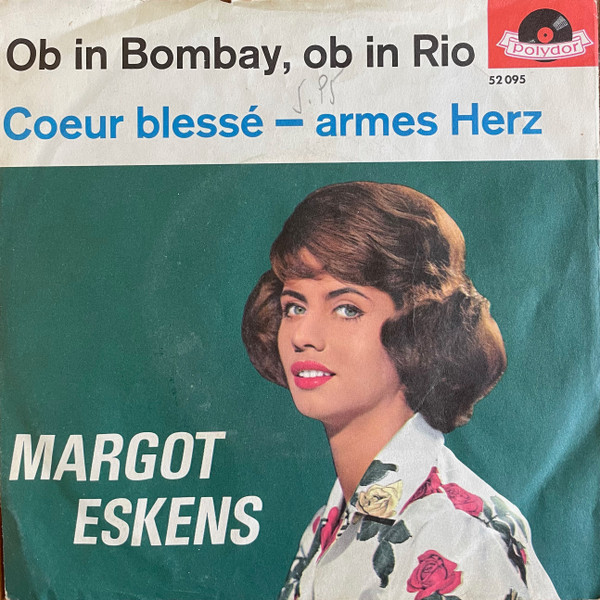 Ob in Bombay, ob in Rio
polydor
52 095
Coeur blessé – armes Herz
MARGOT
ESKENS